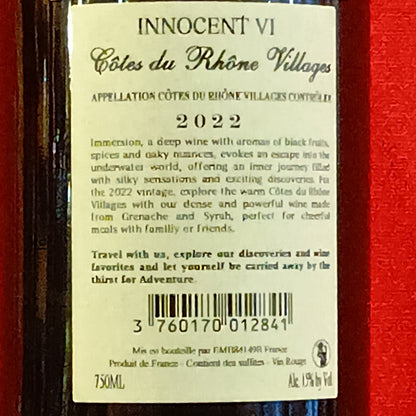 INNOCENT VI
Côtes du Rhône Villages
APPELLATION CÔTES DU RHÔNE VILLAGES CONTRÔLÉE
2022
Immersion, a deep wine with aromas of black fruits,
spices and oaky nuances, evokes an escape into the
underwater world, offering an inner journey filled
with silky sensations and exciting discoveries. For
the 2022 vintage, explore the warm Côtes du Rhône
Villages with our dense and powerful wine made
from Grenache and Syrah, perfect for cheerful
meals with familiy or friends.
Travel with us, explore our discoveries and wine
favorites and let yourself be carried away by the
thirst for Adventure.
3 760170 012841
Mis en bouteille par EMB84149B France
Produit de France - Contient des sulfites - Vin Rouge
750ML
Alc. 15% by Vol